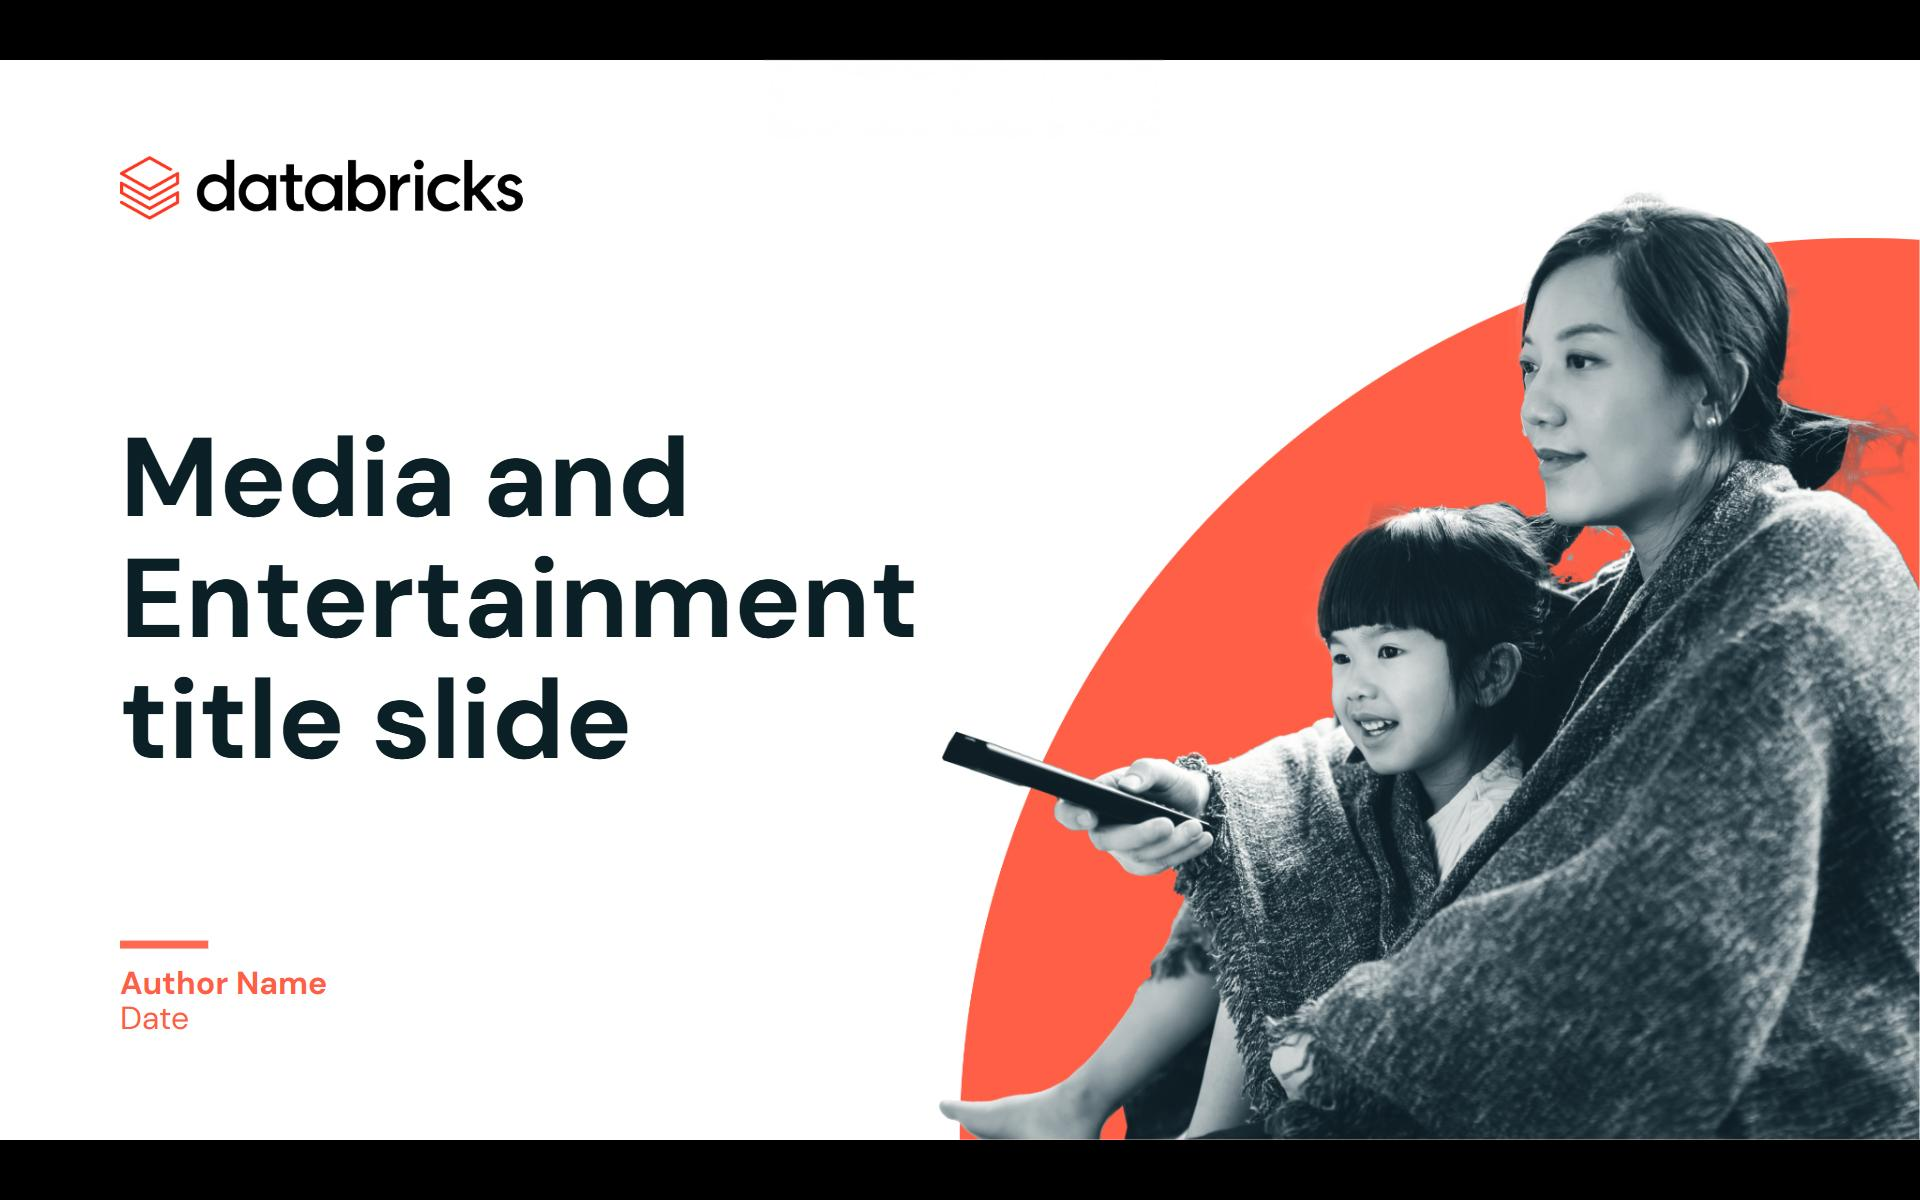 databricks
Media and
Entertainment
title slide
Author Name
Date